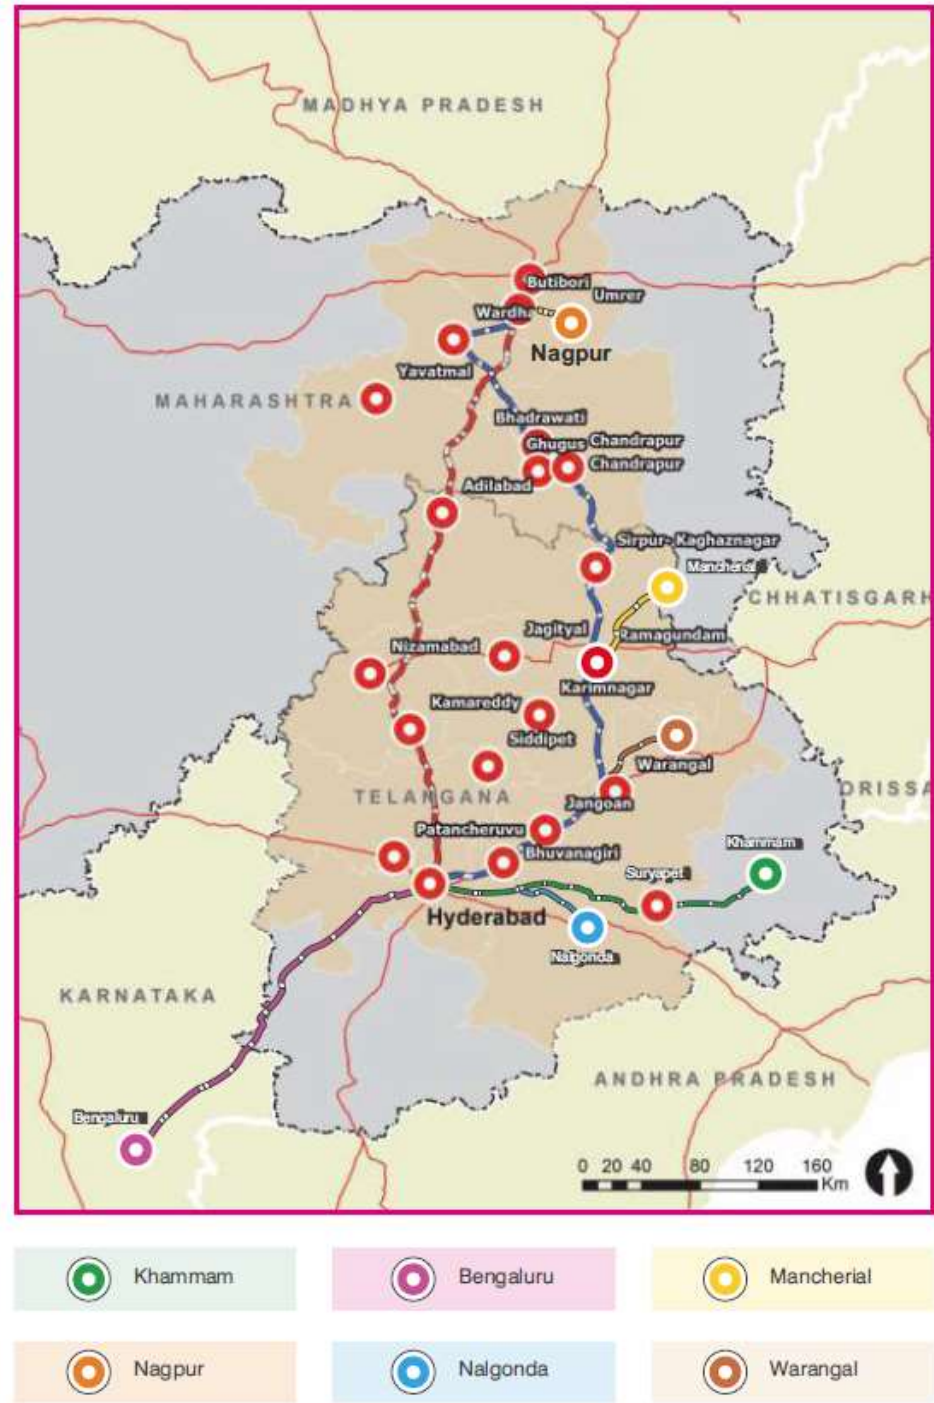 MADHYA PRADESH
Butibori
Umrer
Wardha
Nagpur
Yavatmal
MAHARASHTRA
Bhadrawati
Ghugus
Chandrapur
Chandrapur
Adilabad
Sirpur- Kaghaznagar
Mancherial
CHHATISGARH
Jagityal
Ramagundam
Nizamabad
Karimnagar
Kamareddy
Siddipet
Warangal
ORISSA
TELANGANA
Jangoan
Patancheruvu
Khammam
Bhuvanagiri
Suryapet
Hyderabad
Nalgonda
KARNATAKA
ANDHRA PRADESH
Bengaluru
0 20 40 80 120 160
Km
Khammam
Bengaluru
Mancherial
Nagpur
Nalgonda
Warangal